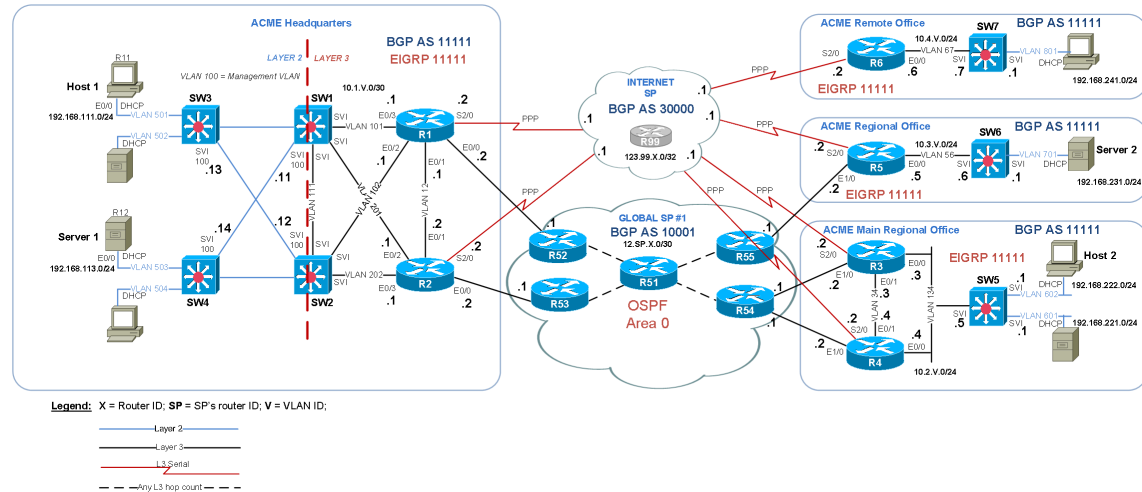 ACME Headquarters
R11
Host 1
LAYER 2
LAYER 3
BGP AS 11111
EIGRP 11111
VLAN 100 = Management VLAN
E0/0
DHCP
VLAN 501
192.168.111.0/24
VLAN 502
DHCP
SW3
SVI
100
.13
SW1
10.1.V.0/30
SVI
VLAN 101
SVI
100
SVI
.11
.1
E0/3
R1
.2
S2/0
E0/2
.1
E0/1
.1
E0/0
.2
VLAN 111
VLAN 102
VLAN 201
VLAN 12
R12
Server 1
E0/0
DHCP
192.168.113.0/24
VLAN 503
VLAN 504
DHCP
.14
SVI
100
SW4
.12
SVI
100
SVI
SVI
SW2
VLAN 202
.1
E0/2
E0/3
.1
.2
E0/1
R2
.2
S2/0
E0/0
.2
PPP
PPP
INTERNET
SP
BGP AS 30000
R99
123.99.X.0/32
.1
.1
.1
.1
.1
.1
PPP
PPP
PPP
PPP
GLOBAL SP #1
BGP AS 10001
12.SP.X.0/30
R52
.1
R53
.1
R51
OSPF
Area 0
R55
.1
R54
.1
.1
ACME Remote Office
BGP AS 11111
SW7
10.4.V.0/24
S2/0
.2
R6
E0/0
.6
VLAN 67
SVI
.7
SVI
.1
VLAN 801
DHCP
192.168.241.0/24
EIGRP 11111
ACME Regional Office
BGP AS 11111
SW6
Server 2
10.3.V.0/24
.2
S2/0
R5
E1/0
.2
E0/0
.5
VLAN 56
SVI
.6
SVI
.1
VLAN 701
DHCP
192.168.231.0/24
EIGRP 11111
ACME Main Regional Office
BGP AS 11111
EIGRP 11111
Host 2
S2/0
.2
R3
E1/0
.2
E0/0
.3
E0/1
.3
VLAN 34
.4
E0/1
VLAN 134
.2
S2/0
.2
E1/0
R4
.4
E0/0
10.2.V.0/24
SW5
SVI
.5
SVI
.1
DHCP
VLAN 602
192.168.222.0/24
VLAN 601
SVI
.1
DHCP
192.168.221.0/24
Legend: X = Router ID; SP = SP's router ID; V = VLAN ID;
Layer 2
Layer 3
L3 Serial
Any L3 hop count